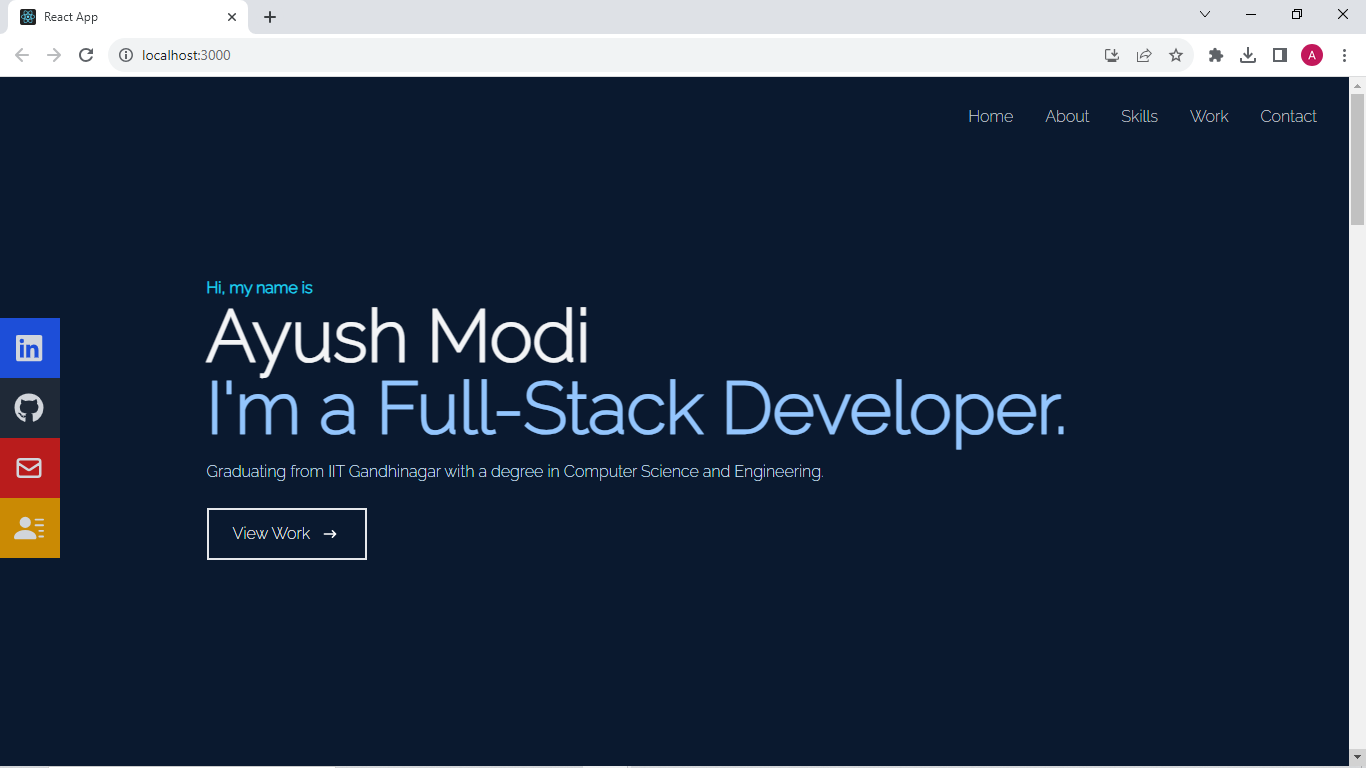 React App
localhost:3000
A
Home About Skills Work Contact
Hi, my name is
Ayush Modi
I'm a Full-Stack Developer.
in
Graduating from IIT Gandhinagar with a degree in Computer Science and Engineering.
View Work →